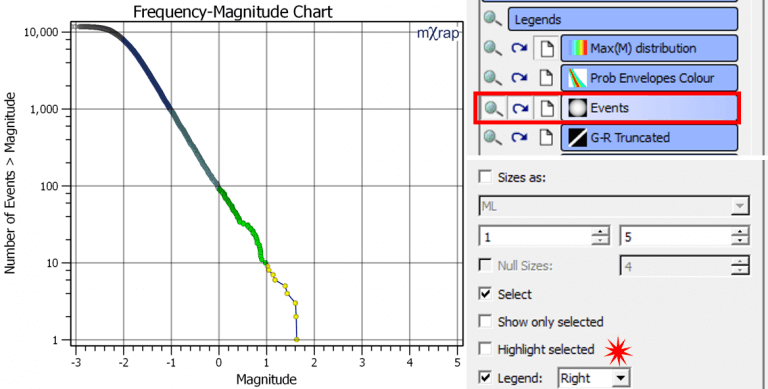 Frequency-Magnitude Chart
mXrap
Number of Events > Magnitude
10,000
1,000
100
10
1
-3 -2 -1 0 1 2 3 4 5
Magnitude
Legends
Max(M) distribution
Prob Envelopes Colour
Events
G-R Truncated
Sizes as:
ML
1 5
Null Sizes: 4
Select
Show only selected
Highlight selected
Legend: Right